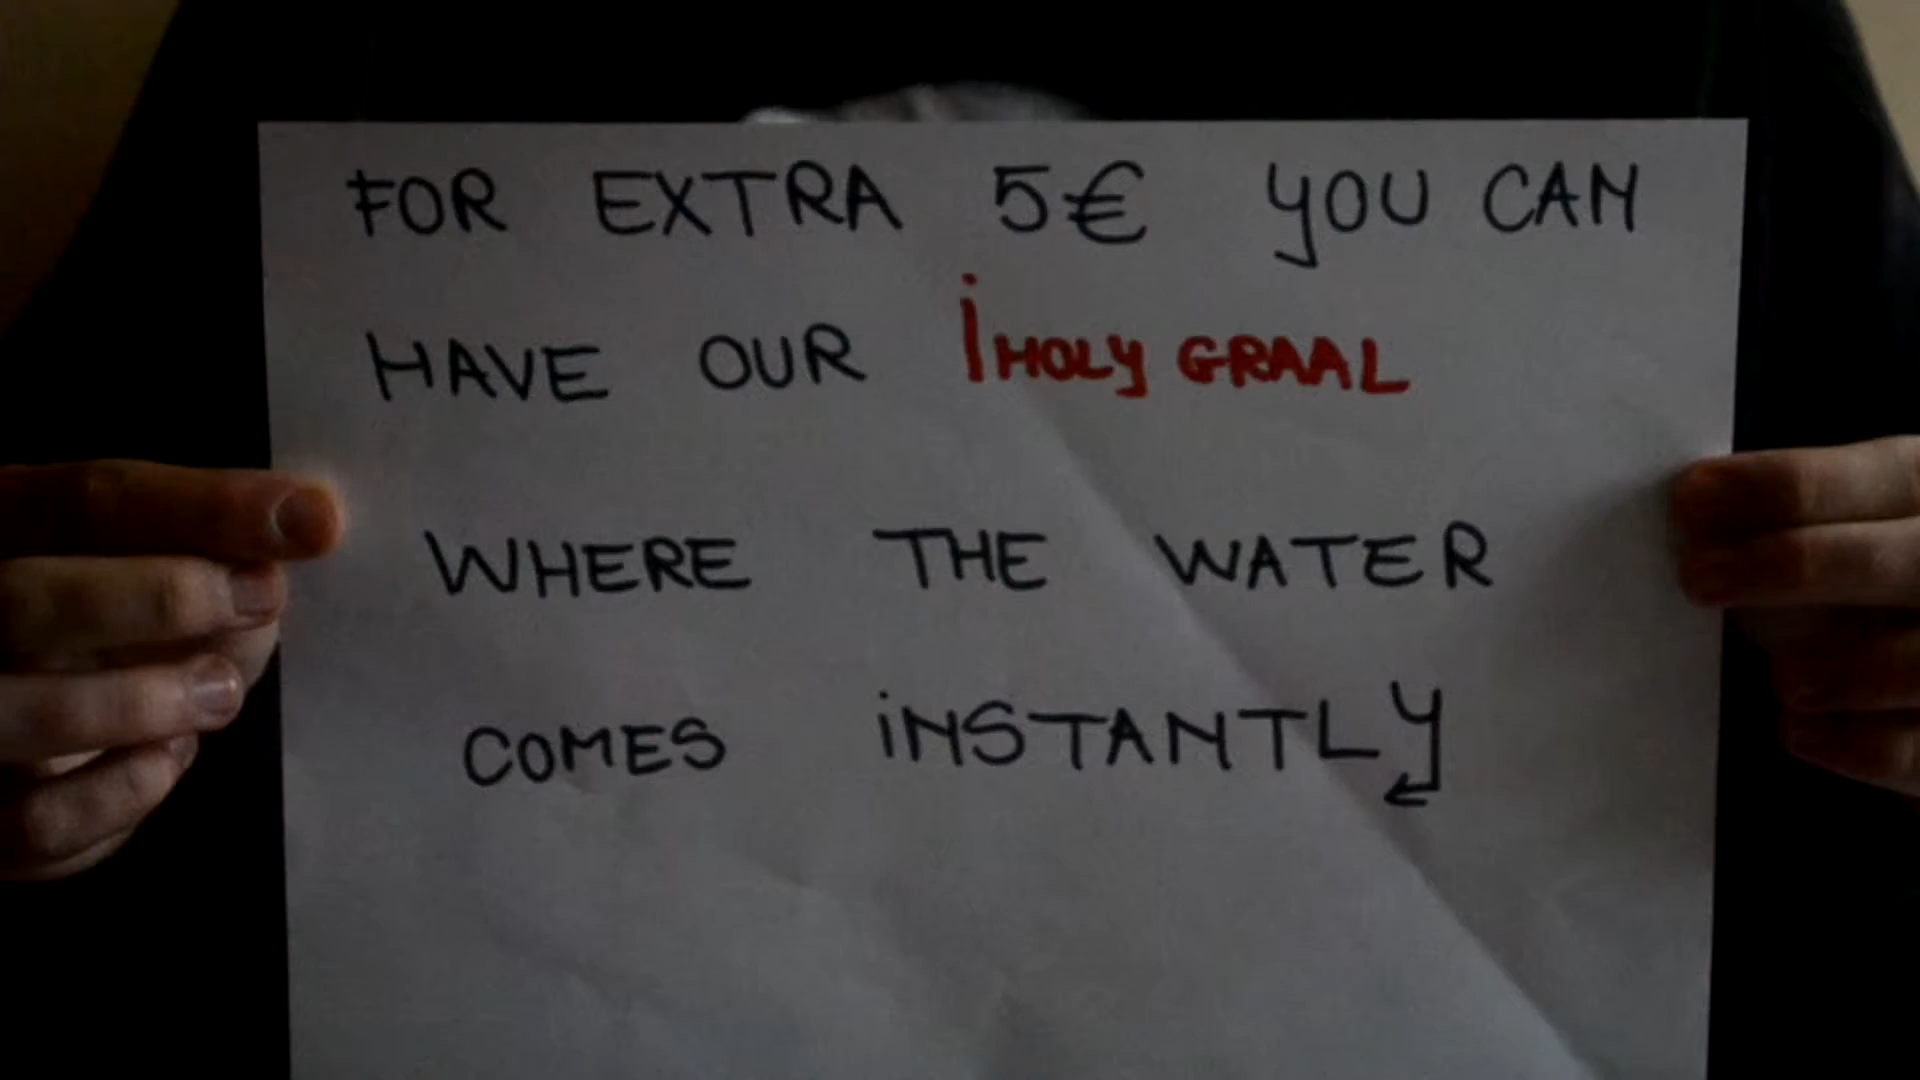 FOR EXTRA 5€ YOU CAN
HAVE OUR iHOLY GRAAL
WHERE THE WATER
COMES iNSTANTLY